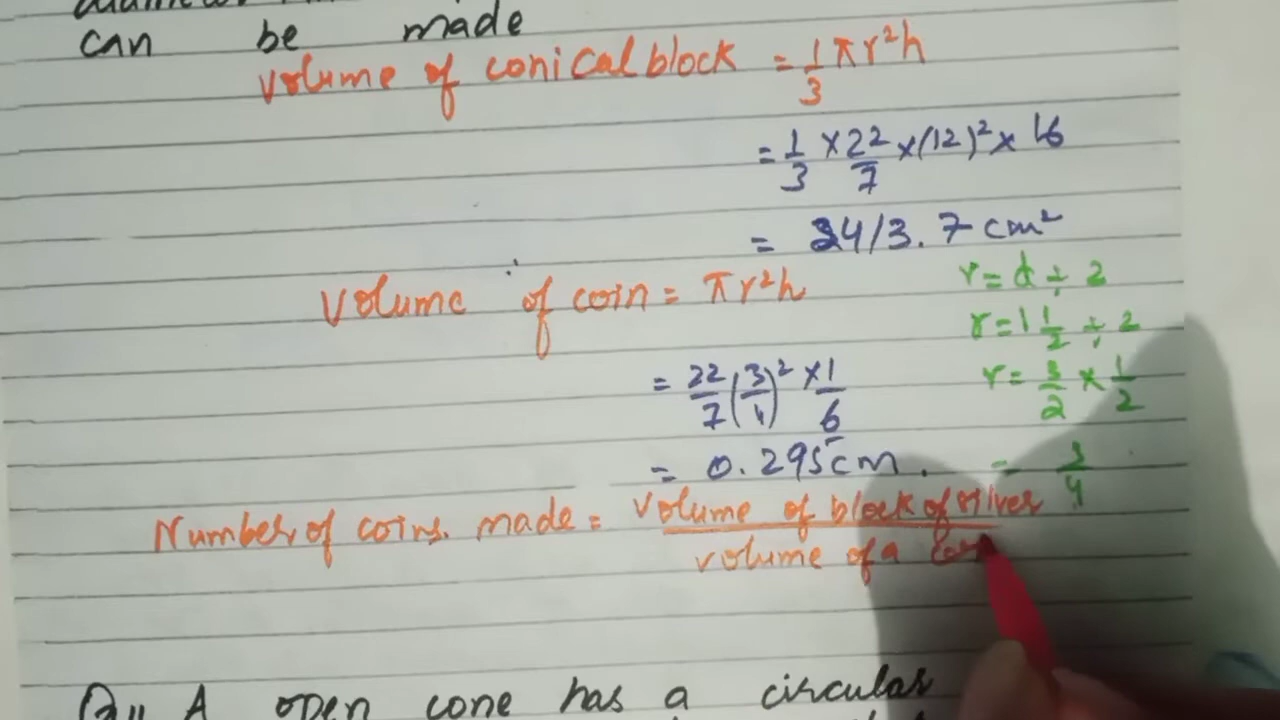 can be made
volume of conical block = 1/3 πr²h
= 1/3 × 22/7 × (12)² × 16
= 2413.7 cm²
∴
Volume of coin = πr²h
r = d ÷ 2
r = 1 1/2 ÷ 2
= 22/7 (3/4)² × 1/6
r = 3/2 × 1/2
= 0.295cm.
= 3/4
Number of coins. made = Volume of block of silver / volume of a
Q11 A open cone has a circular